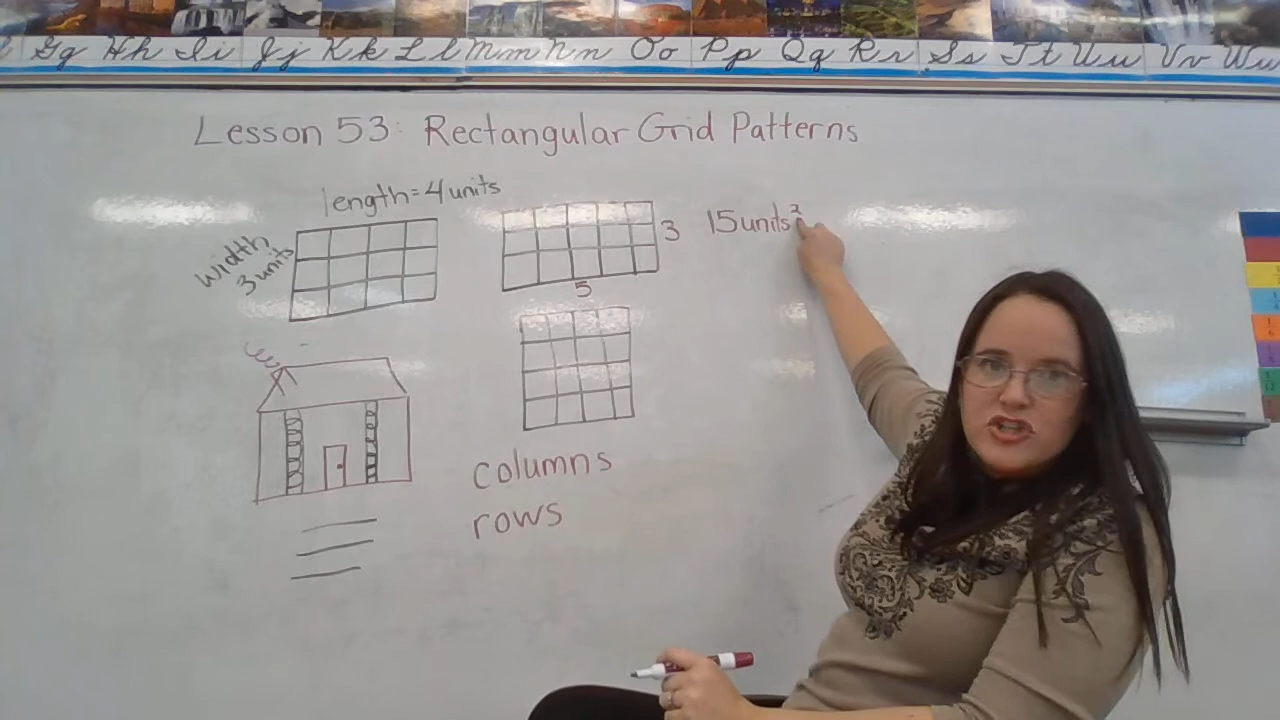 Gg Hh Ii Jj Kk Ll Mm Nn Oo Pp Qq Rr Ss Tt Uu Vv Ww
Lesson 53: Rectangular Grid Patterns
length = 4 units
width
3 units
3
15 units²
5
columns
rows